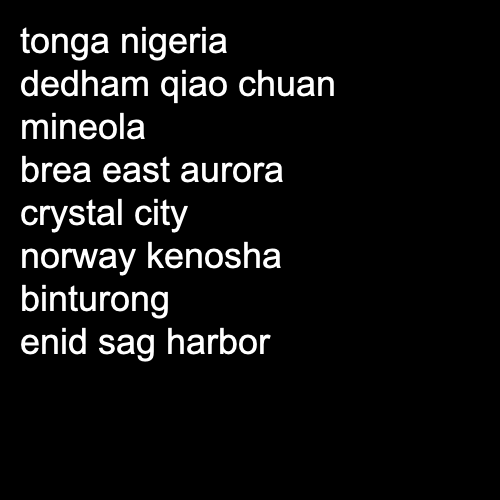 tonga nigeria
dedham qiao chuan
mineola
brea east aurora
crystal city
norway kenosha
binturong
enid sag harbor